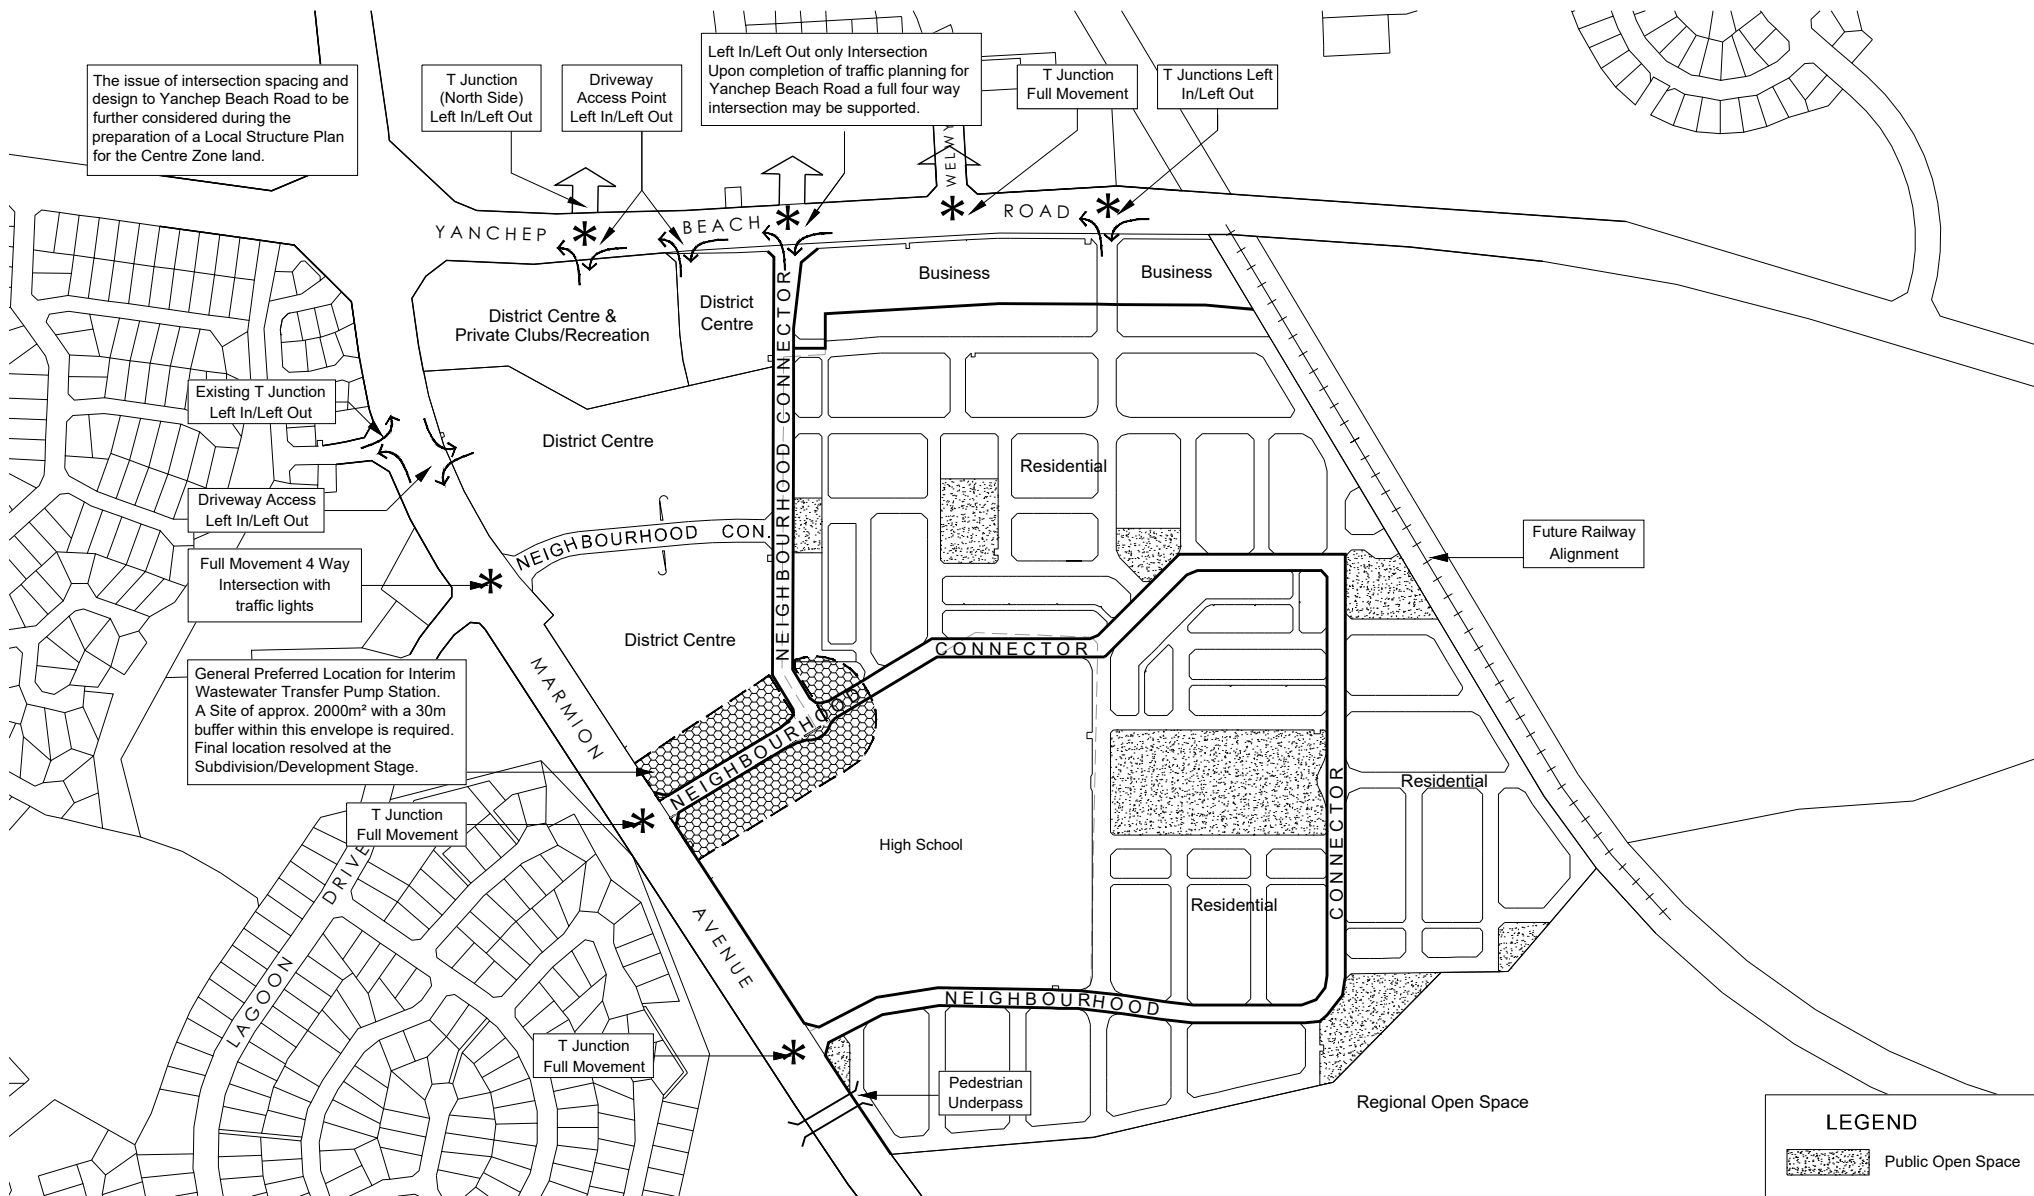 The issue of intersection spacing and
design to Yanchep Beach Road to be
further considered during the
preparation of a Local Structure Plan
for the Centre Zone land.
T Junction
(North Side)
Left In/Left Out
Driveway
Access Point
Left In/Left Out
Left In/Left Out only Intersection
Upon completion of traffic planning for
Yanchep Beach Road a full four way
intersection may be supported.
T Junction
Full Movement
T Junctions Left
In/Left Out
WELWY
YANCHEP BEACH ROAD
Business
Business
District Centre &
Private Clubs/Recreation
District
Centre
NEIGHBOURHOOD CONNECTOR
Existing T Junction
Left In/Left Out
District Centre
Residential
Driveway Access
Left In/Left Out
NEIGHBOURHOOD CON.
Future Railway
Alignment
Full Movement 4 Way
Intersection with
traffic lights
District Centre
General Preferred Location for Interim
Wastewater Transfer Pump Station.
A Site of approx. 2000m² with a 30m
buffer within this envelope is required.
Final location resolved at the
Subdivision/Development Stage.
MARMION AVENUE
NEIGHBOURHOOD CONNECTOR
T Junction
Full Movement
Residential
High School
LAGOON DRIVE
Residential
CONNECTOR
NEIGHBOURHOOD
T Junction
Full Movement
Pedestrian
Underpass
Regional Open Space
LEGEND
Public Open Space